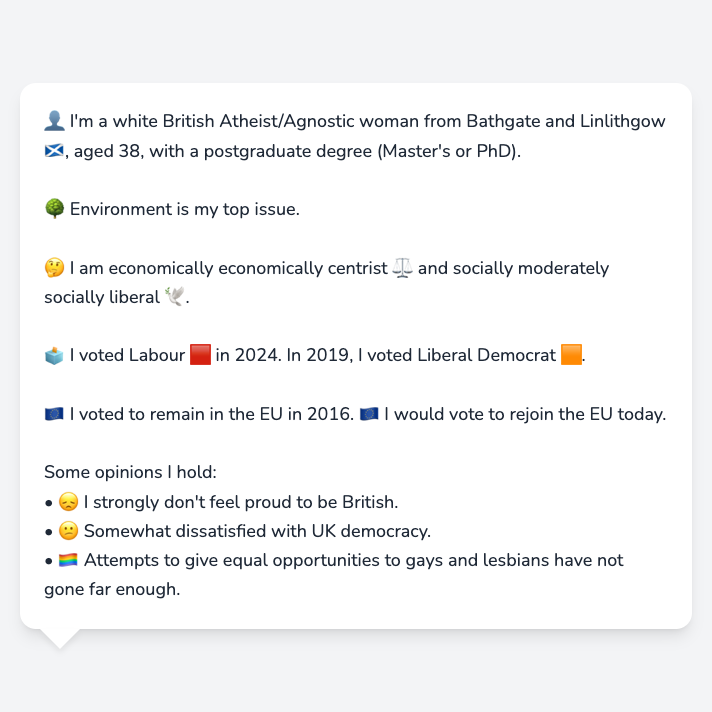 👤 I'm a white British Atheist/Agnostic woman from Bathgate and Linlithgow
🏴󠁧󠁢󠁳󠁣󠁴󠁿, aged 38, with a postgraduate degree (Master's or PhD).
🌳 Environment is my top issue.
🤔 I am economically economically centrist ⚖️ and socially moderately
socially liberal 🕊️.
🗳️ I voted Labour 🟥 in 2024. In 2019, I voted Liberal Democrat 🟧.
🇪🇺 I voted to remain in the EU in 2016. 🇪🇺 I would vote to rejoin the EU today.
Some opinions I hold:
• 😞 I strongly don't feel proud to be British.
• 🙁 Somewhat dissatisfied with UK democracy.
• 🏳️‍🌈 Attempts to give equal opportunities to gays and lesbians have not
gone far enough.